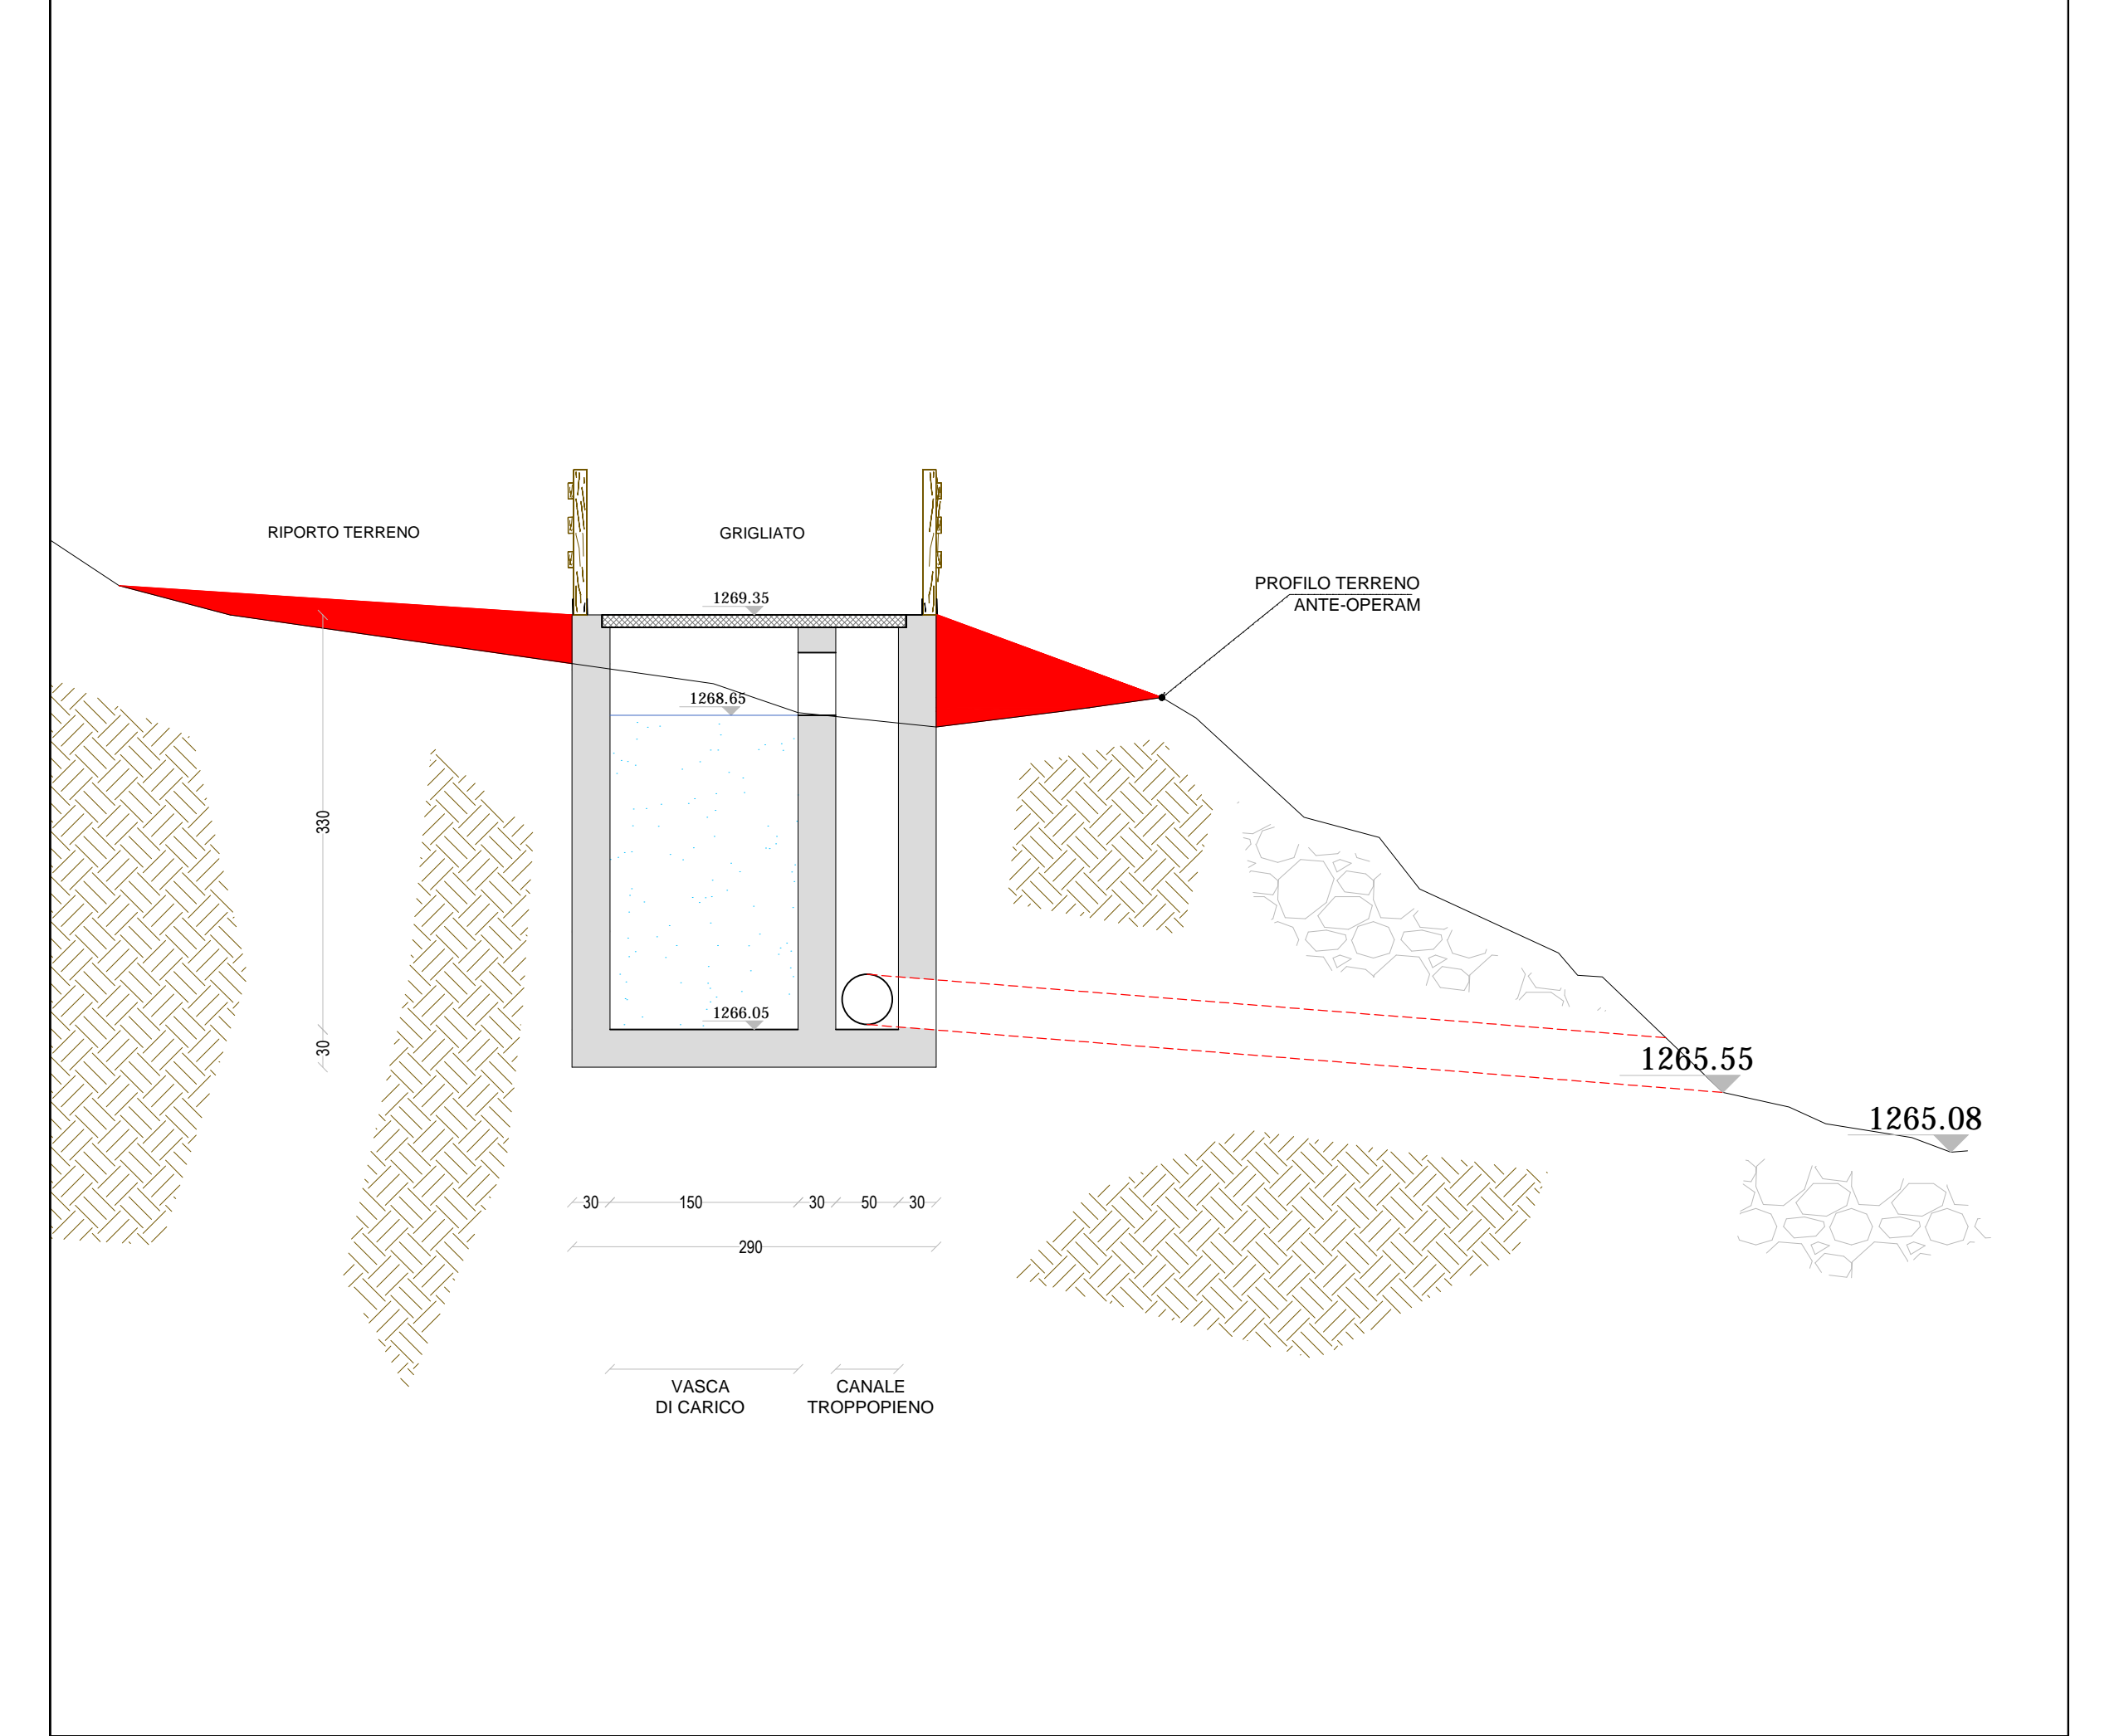 RIPORTO TERRENO
GRIGLIATO
PROFILO TERRENO
ANTE-OPERAM
1269.35
1268.65
330
1266.05
30
1265.55
1265.08
30 150 30 50 30
290
VASCA
DI CARICO
CANALE
TROPPOPIENO